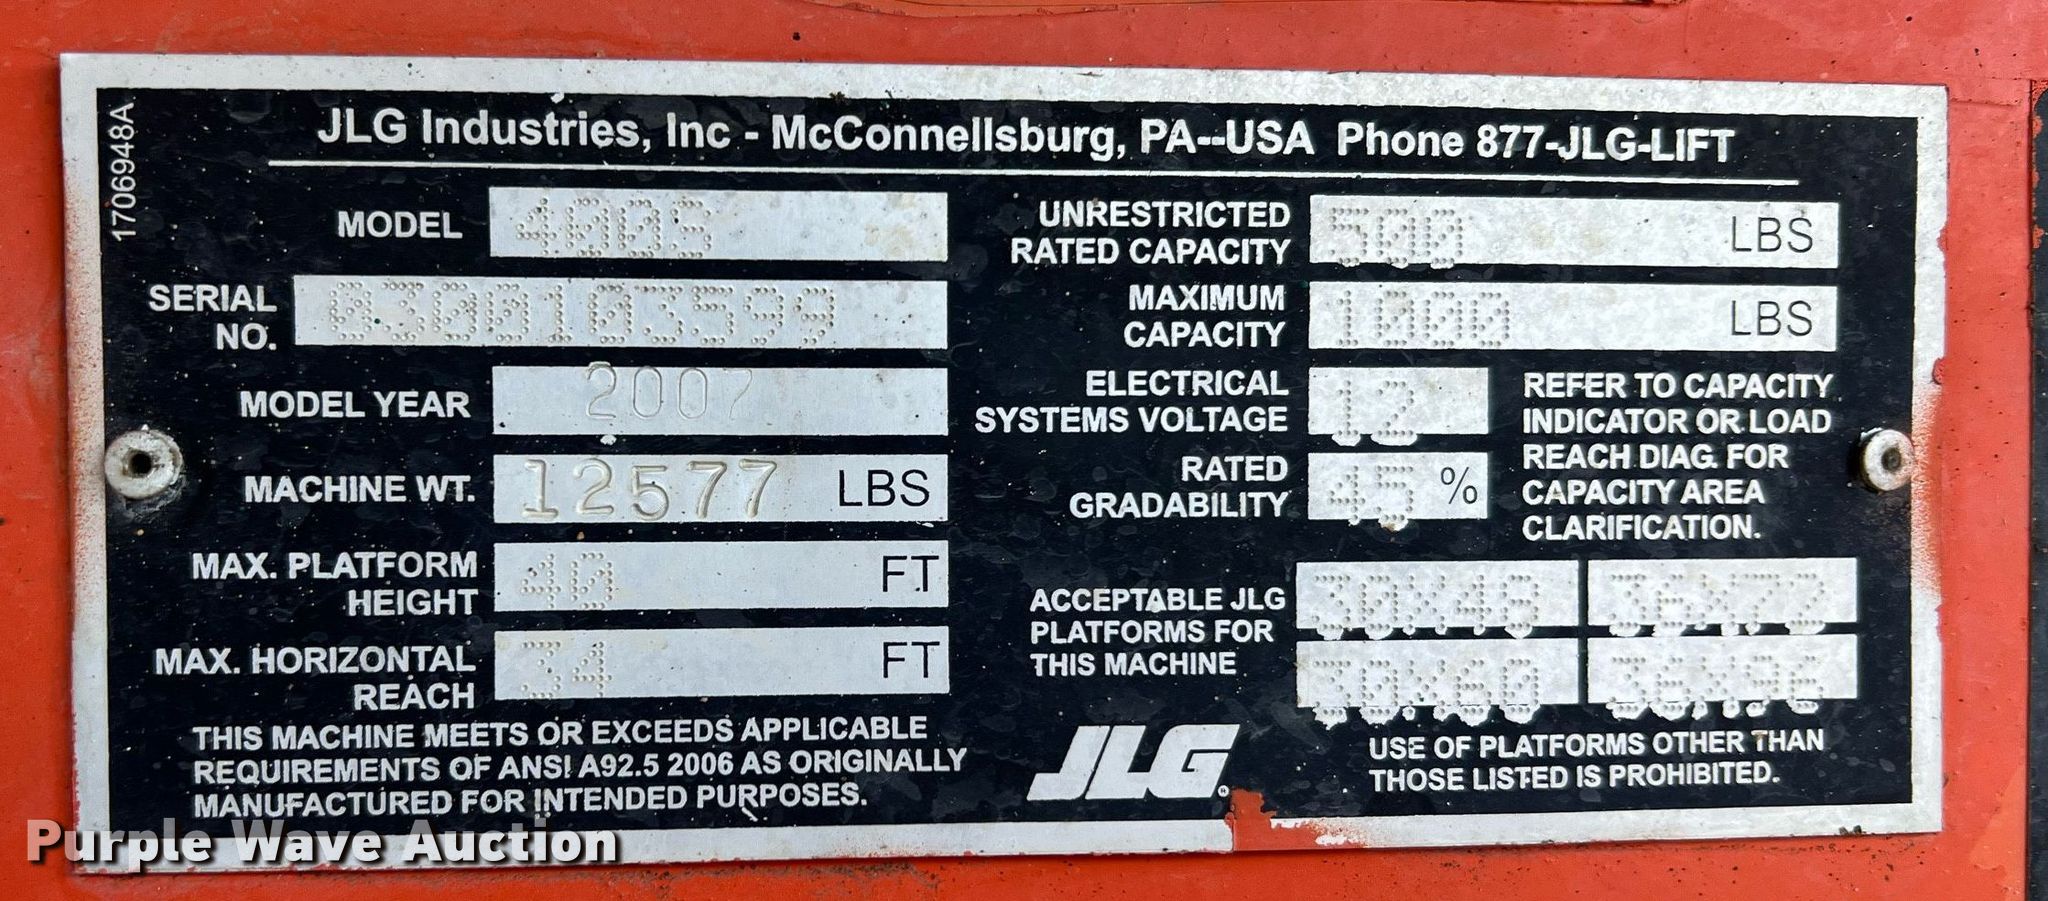 1706948A
JLG Industries, Inc - McConnellsburg, PA--USA Phone 877-JLG-LIFT
MODEL 400S
SERIAL NO. 0300103599
MODEL YEAR 2007
MACHINE WT. 12577 LBS
MAX. PLATFORM HEIGHT 40 FT
MAX. HORIZONTAL REACH 34 FT
THIS MACHINE MEETS OR EXCEEDS APPLICABLE
REQUIREMENTS OF ANSI A92.5 2006 AS ORIGINALLY
MANUFACTURED FOR INTENDED PURPOSES.
UNRESTRICTED
RATED CAPACITY 500 LBS
MAXIMUM
CAPACITY 1000 LBS
ELECTRICAL
SYSTEMS VOLTAGE 12
RATED
GRADABILITY 45 %
REFER TO CAPACITY
INDICATOR OR LOAD
REACH DIAG. FOR
CAPACITY AREA
CLARIFICATION.
ACCEPTABLE JLG
PLATFORMS FOR
THIS MACHINE
30X48 36X72
30X60 36X96
JLG
USE OF PLATFORMS OTHER THAN
THOSE LISTED IS PROHIBITED.
Purple Wave Auction